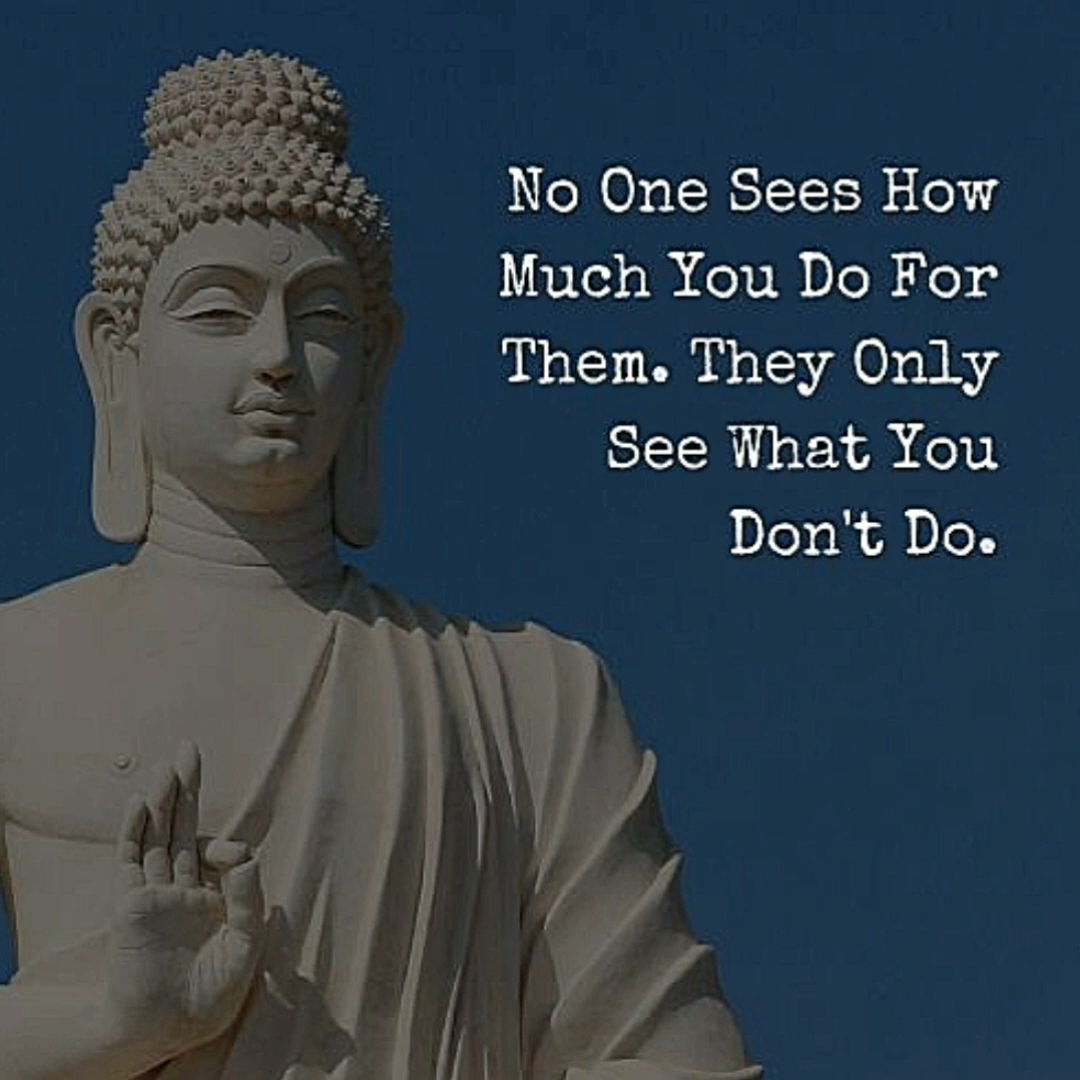 No One Sees How
Much You Do For
Them. They Only
See What You
Don't Do.